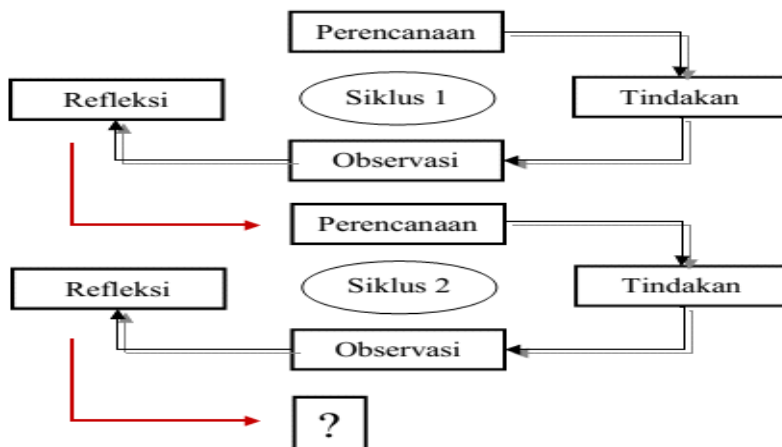 Perencanaan
Refleksi
Siklus 1
Tindakan
Observasi
Perencanaan
Refleksi
Siklus 2
Tindakan
Observasi
?